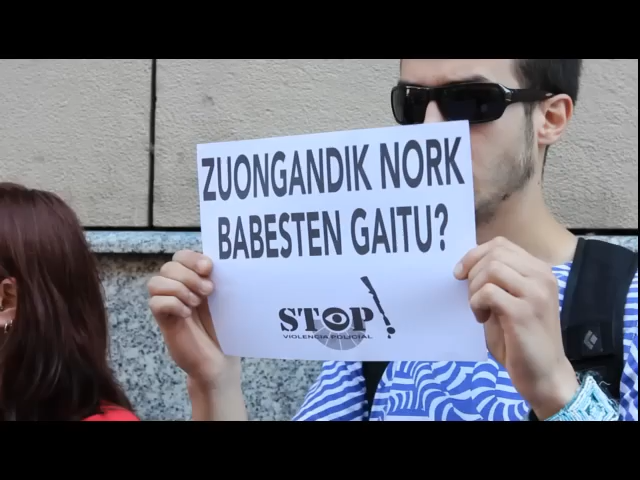 ZUONGANDIK NORK
BABESTEN GAITU?
STOP!
VIOLENCIA POLICIAL